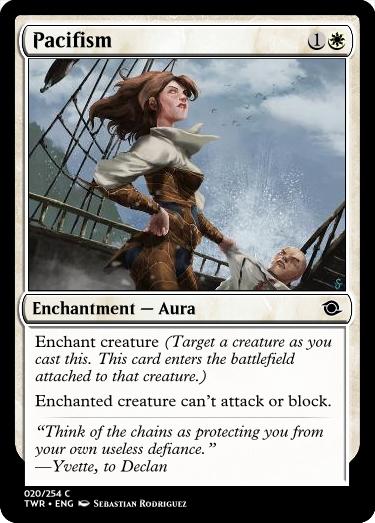 Pacifism 1
Enchantment — Aura
Enchant creature (Target a creature as you
cast this. This card enters the battlefield
attached to that creature.)
Enchanted creature can't attack or block.
“Think of the chains as protecting you from
your own useless defiance.”
—Yvette, to Declan
020/254 C
TWR • ENG Sebastian Rodriguez